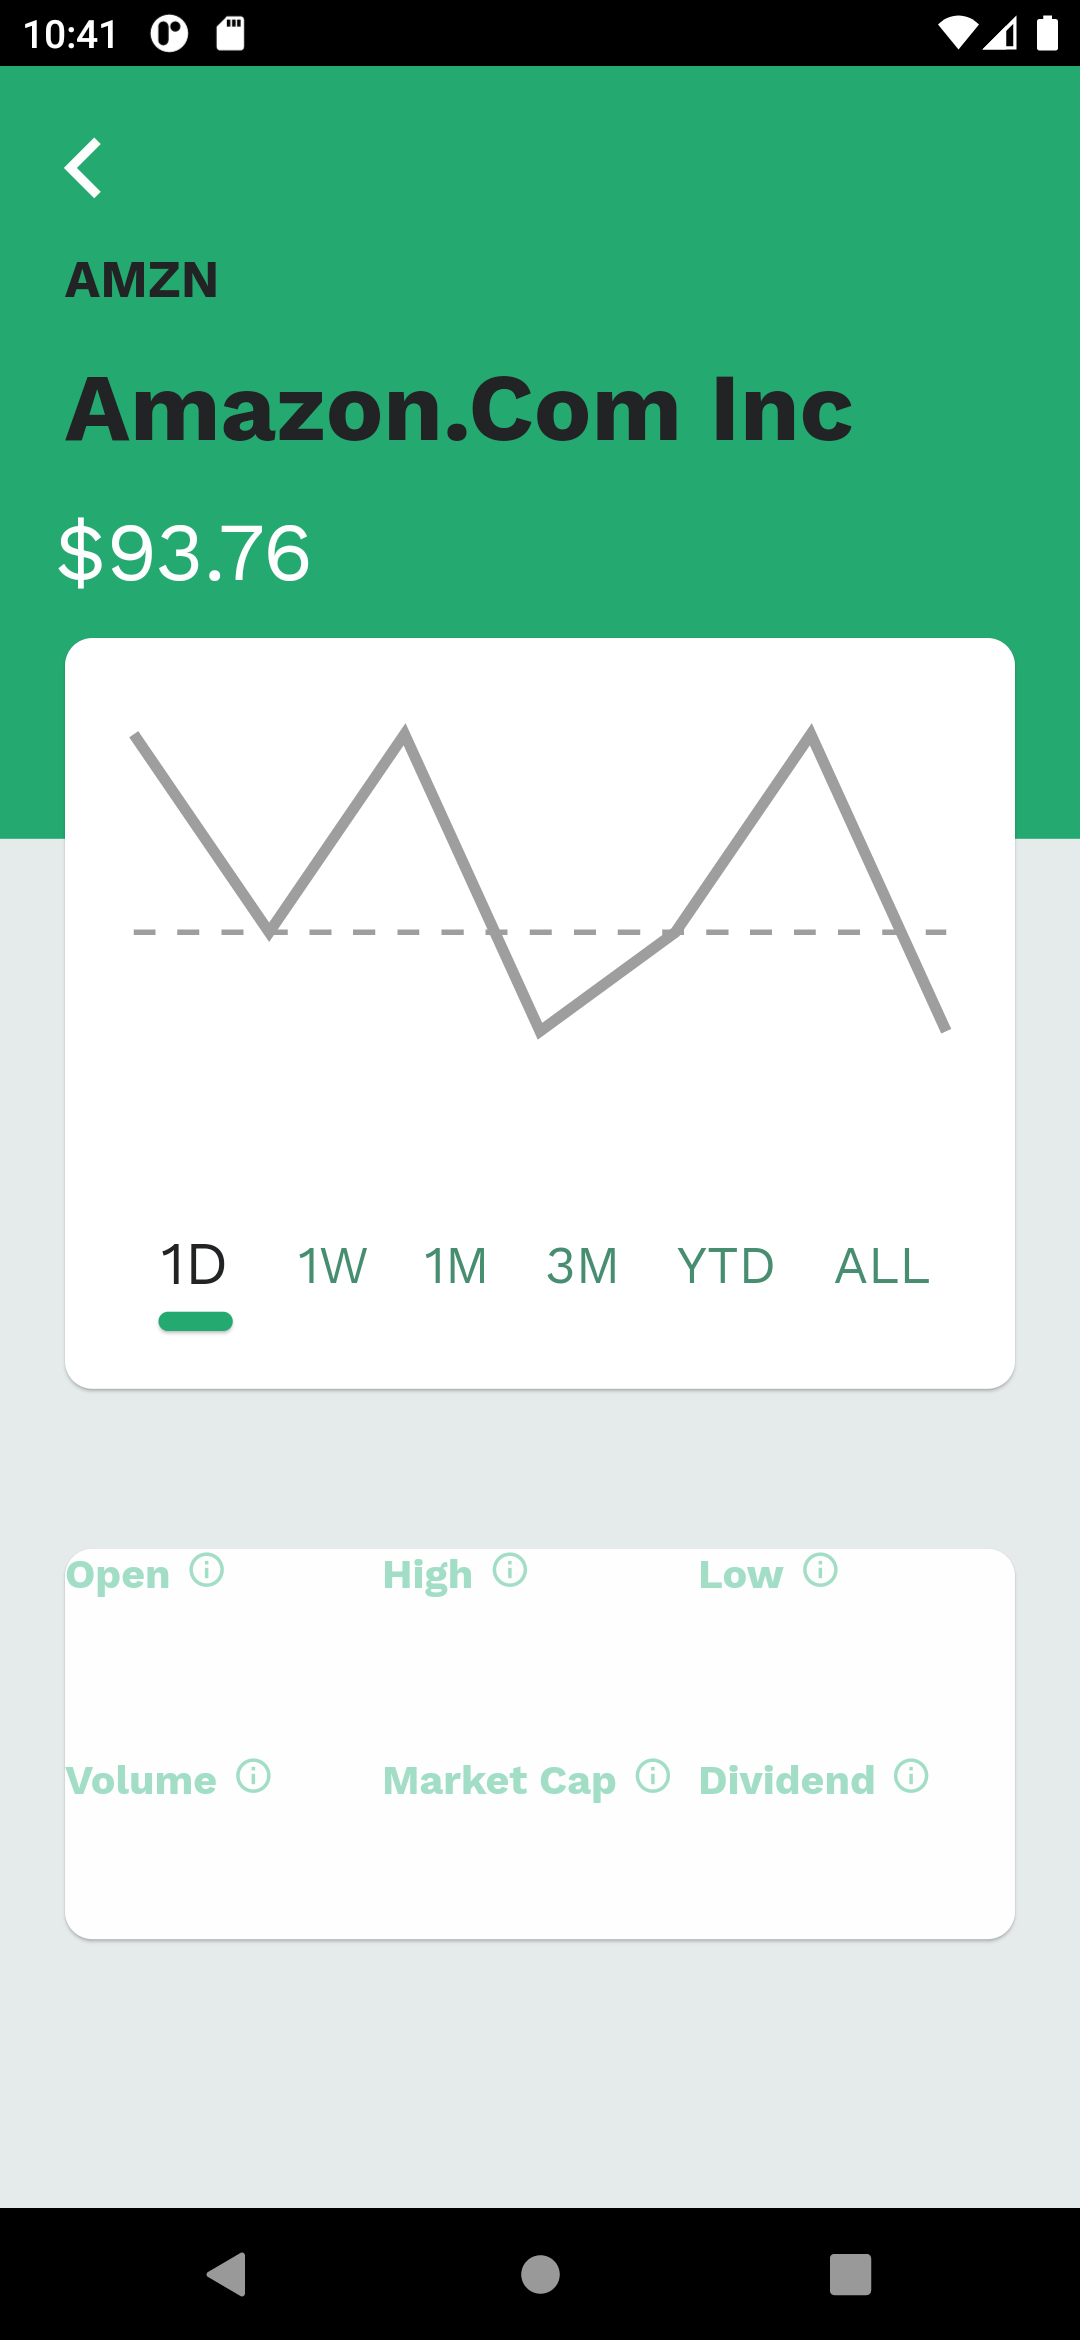 10:41
AMZN
Amazon.Com Inc
$93.76
1D 1W 1M 3M YTD ALL
Open High Low
Volume Market Cap Dividend